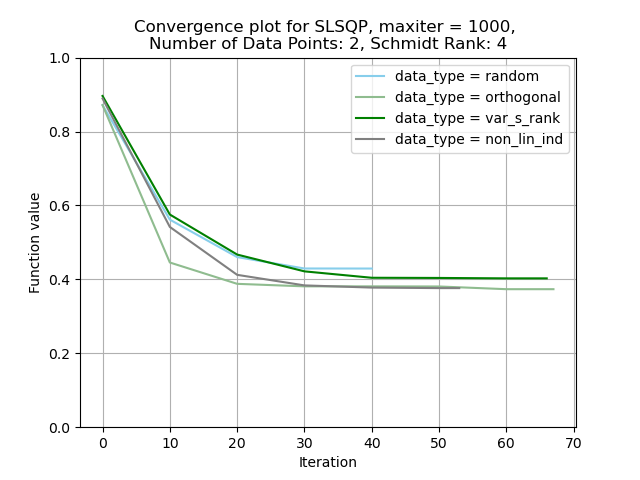 Convergence plot for SLSQP, maxiter = 1000,
Number of Data Points: 2, Schmidt Rank: 4
data_type = random
data_type = orthogonal
data_type = var_s_rank
data_type = non_lin_ind
Function value
1.0
0.8
0.6
0.4
0.2
0.0
0 10 20 30 40 50 60 70
Iteration